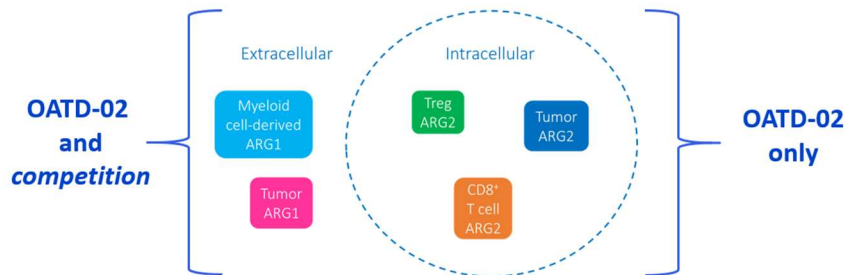 Extracellular
Intracellular
OATD-02
and
competition
Myeloid
cell-derived
ARG1
Tumor
ARG1
Treg
ARG2
Tumor
ARG2
CD8⁺
T cell
ARG2
OATD-02
only